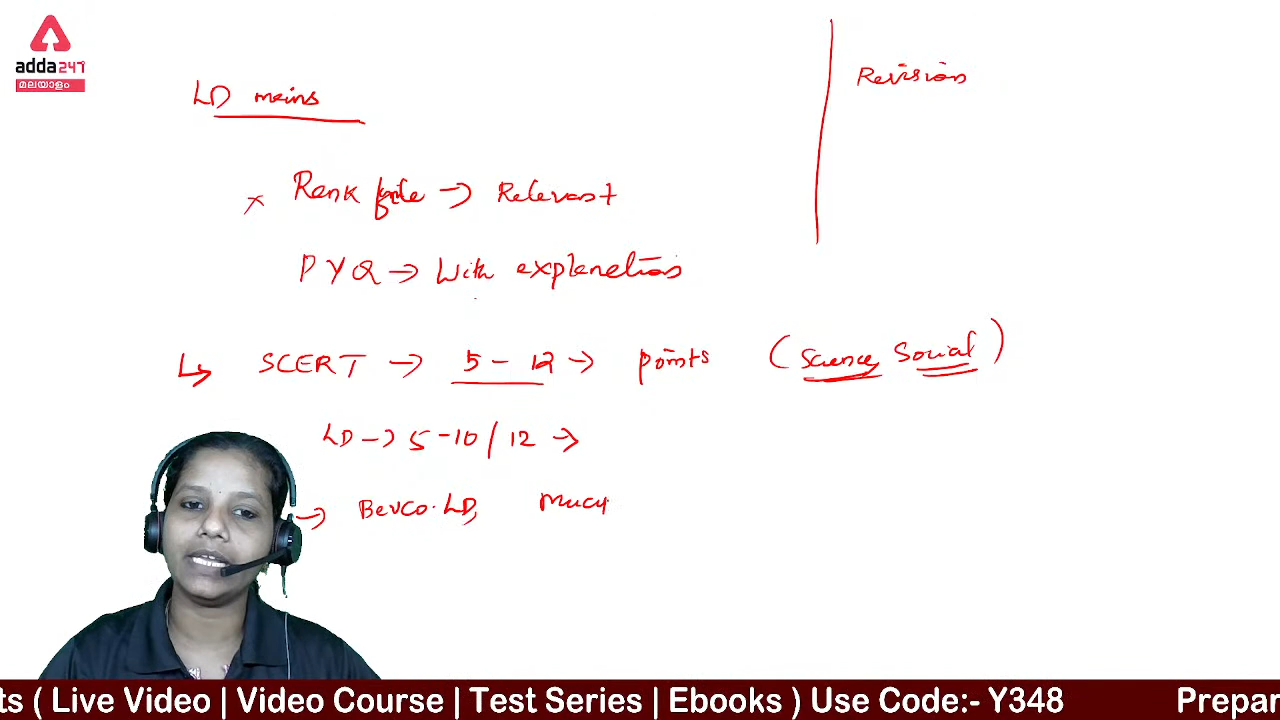 adda247
മലയാളം
LD mains
Revision
x Rank file → Relevant
PYQ → With explanations
↳ SCERT → 5 - 12 → points (Science, Social)
LD → 5-10/12 →
→ Bevco. LD,
ts ( Live Video | Video Course | Test Series | Ebooks ) Use Code:- Y348 Prepar